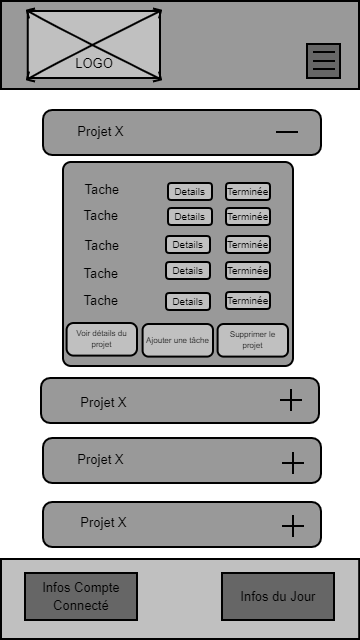 LOGO
Projet X
Tache Details Terminée
Tache Details Terminée
Tache Details Terminée
Tache Details Terminée
Tache Details Terminée
Voir détails du
projet
Ajouter une tâche
Supprimer le
projet
Projet X
Projet X
Projet X
Infos Compte
Connecté
Infos du Jour